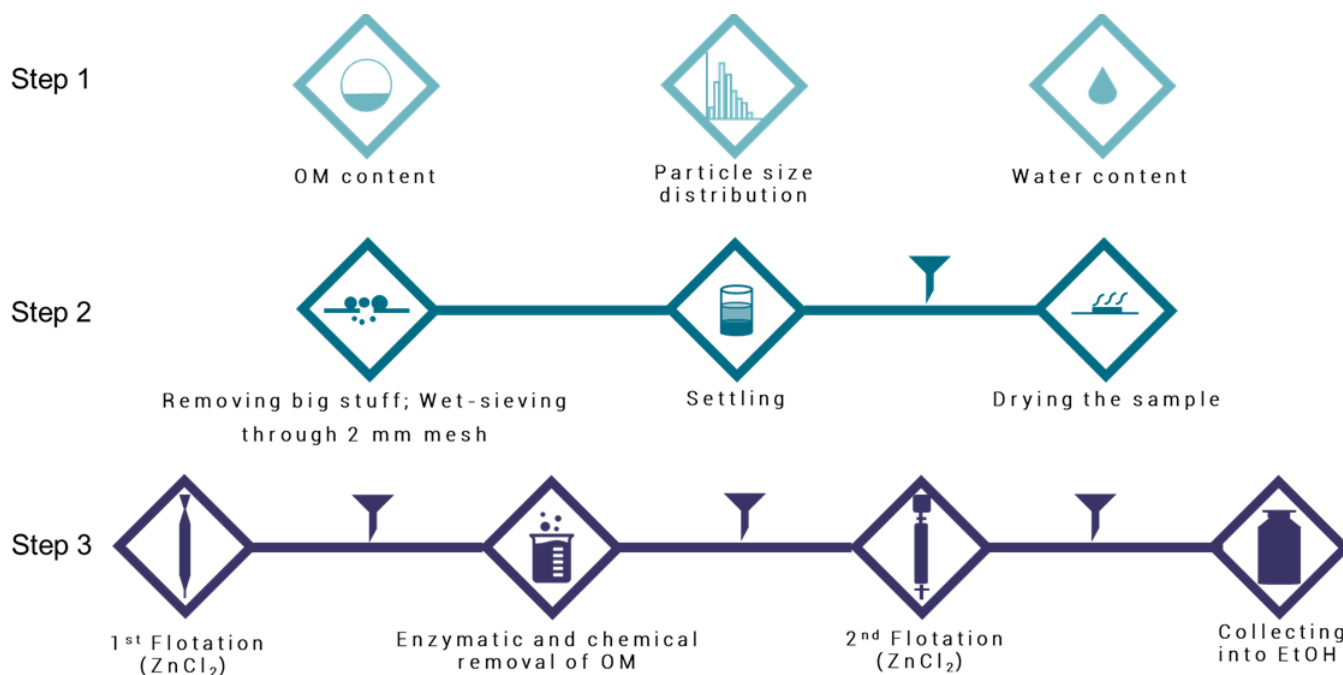 Step 1
OM content
Particle size
distribution
Water content
Step 2
Removing big stuff; Wet-sieving
through 2 mm mesh
Settling
Drying the sample
Step 3
1st Flotation
(ZnCl₂)
Enzymatic and chemical
removal of OM
2nd Flotation
(ZnCl₂)
Collecting
into EtOH